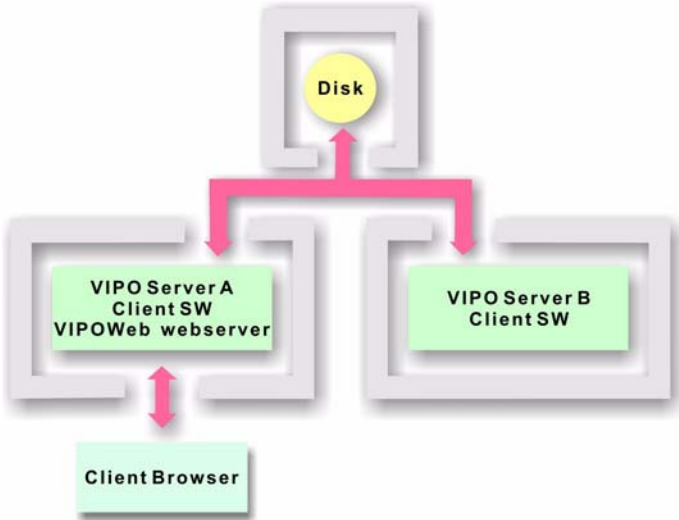 Disk
VIPO Server A
Client SW
VIPOWeb webserver
VIPO Server B
Client SW
Client Browser